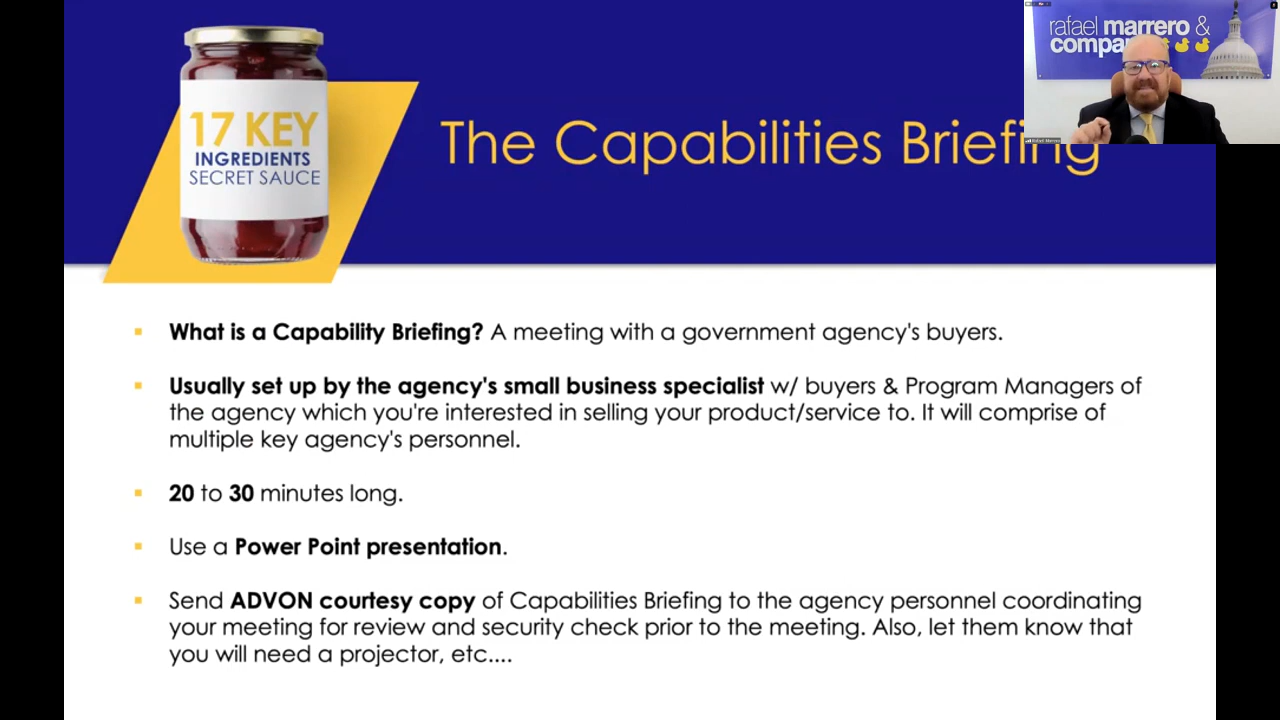 17 KEY
INGREDIENTS
SECRET SAUCE
The Capabilities Briefing
rafael marrero &
What is a Capability Briefing? A meeting with a government agency's buyers.
Usually set up by the agency's small business specialist w/ buyers & Program Managers of
the agency which you're interested in selling your product/service to. It will comprise of
multiple key agency's personnel.
20 to 30 minutes long.
Use a Power Point presentation.
Send ADVON courtesy copy of Capabilities Briefing to the agency personnel coordinating
your meeting for review and security check prior to the meeting. Also, let them know that
you will need a projector, etc....